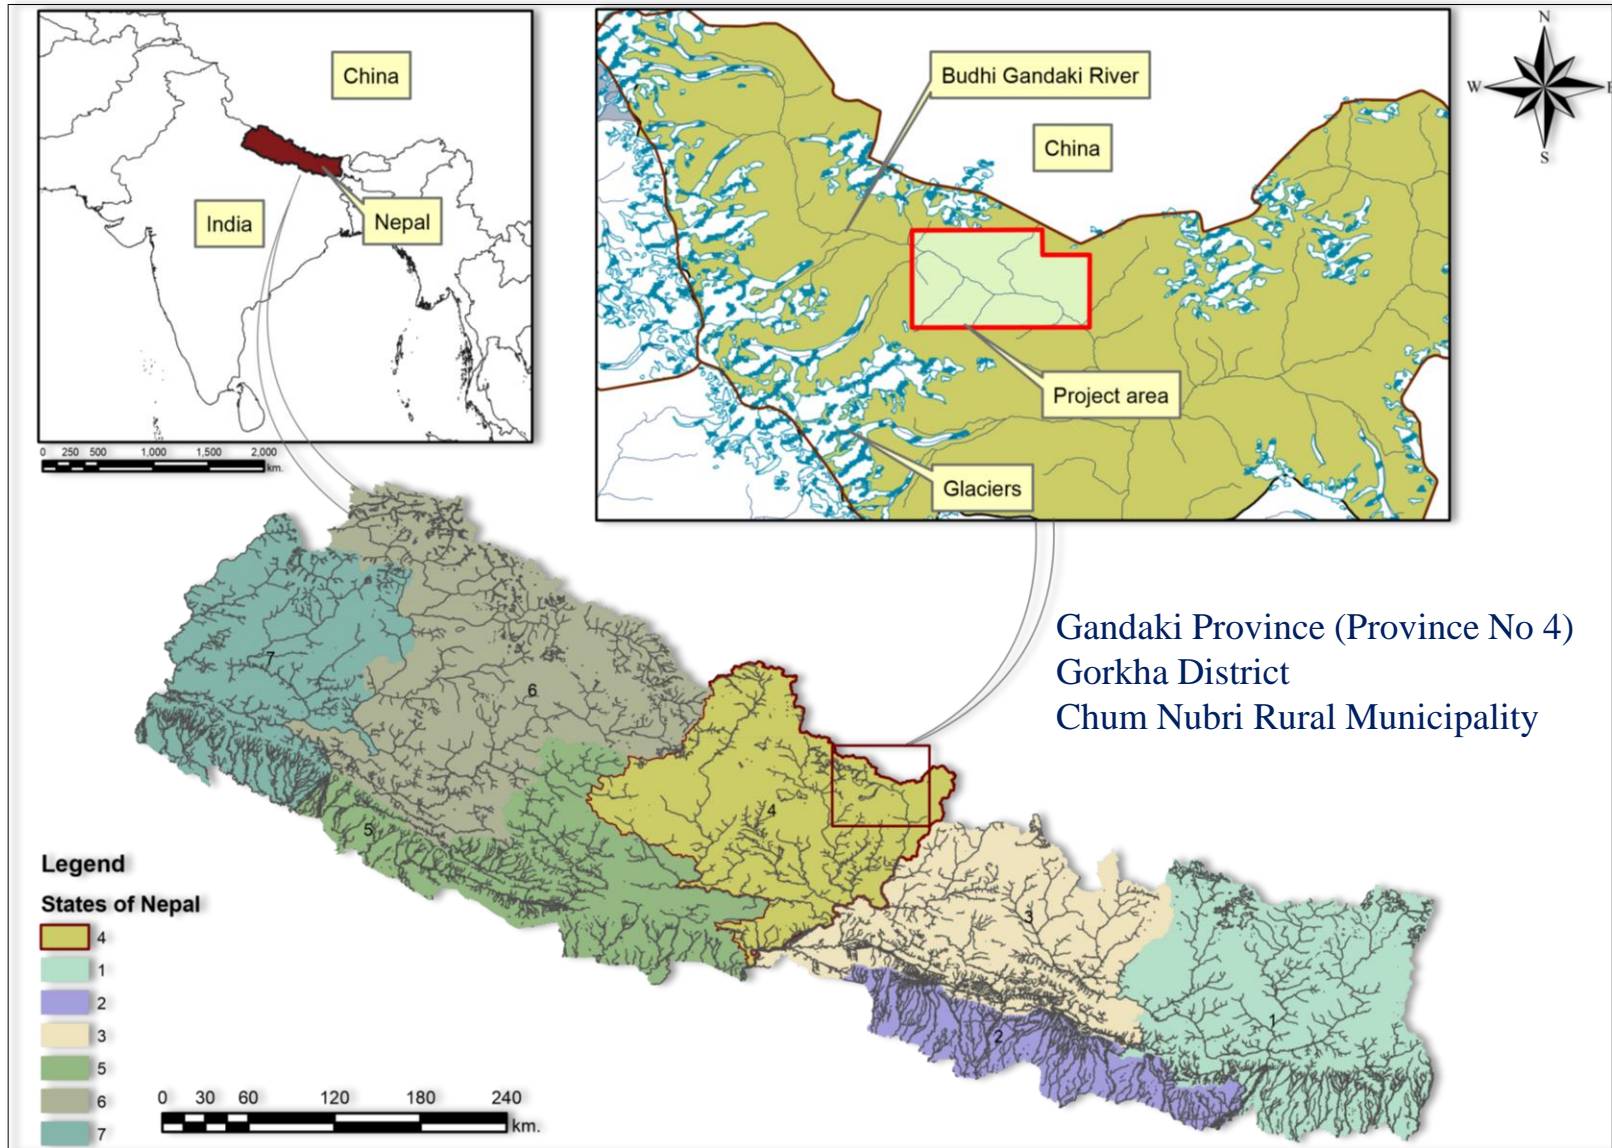 China
India
Nepal
0 250 500 1,000 1,500 2,000
km.
Budhi Gandaki River
China
Project area
Glaciers
N
W E
S
Gandaki Province (Province No 4)
Gorkha District
Chum Nubri Rural Municipality
7
6
5
4
3
2
1
Legend
States of Nepal
4
1
2
3
5
6
7
0 30 60 120 180 240
km.